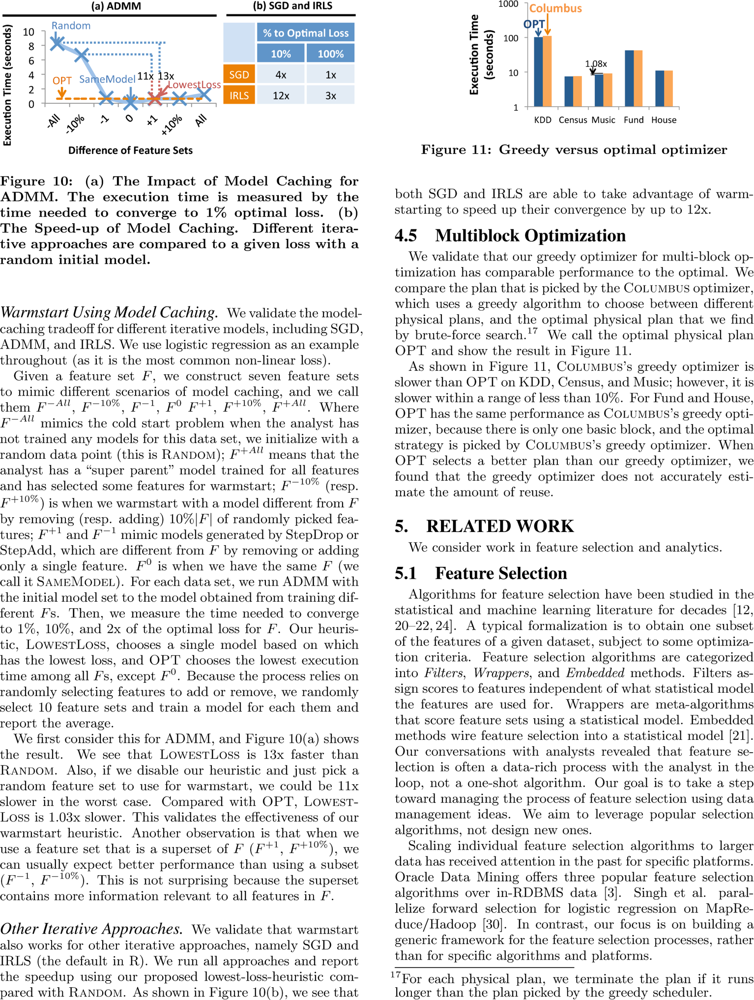 (a) ADMM
Execution Time (seconds)
10
8
6
4
2
0
Random
OPT
SameModel
11x
13x
LowestLoss
-All
-10%
-1
0
+1
+10%
All
Difference of Feature Sets
(b) SGD and IRLS
% to Optimal Loss
10% 100%
SGD 4x 1x
IRLS 12x 3x
Figure 10: (a) The Impact of Model Caching for
ADMM. The execution time is measured by the
time needed to converge to 1% optimal loss. (b)
The Speed-up of Model Caching. Different itera-
tive approaches are compared to a given loss with a
random initial model.
Warmstart Using Model Caching. We validate the model-
caching tradeoff for different iterative models, including SGD,
ADMM, and IRLS. We use logistic regression as an example
throughout (as it is the most common non-linear loss).
Given a feature set F, we construct seven feature sets
to mimic different scenarios of model caching, and we call
them F^{-All}, F^{-10%}, F^{-1}, F^0 F^{+1}, F^{+10%}, F^{+All}. Where
F^{-All} mimics the cold start problem when the analyst has
not trained any models for this data set, we initialize with a
random data point (this is RANDOM); F^{+All} means that the
analyst has a “super parent” model trained for all features
and has selected some features for warmstart; F^{-10%} (resp.
F^{+10%}) is when we warmstart with a model different from F
by removing (resp. adding) 10%|F| of randomly picked fea-
tures; F^{+1} and F^{-1} mimic models generated by StepDrop or
StepAdd, which are different from F by removing or adding
only a single feature. F^0 is when we have the same F (we
call it SAMEMODEL). For each data set, we run ADMM with
the initial model set to the model obtained from training dif-
ferent Fs. Then, we measure the time needed to converge
to 1%, 10%, and 2x of the optimal loss for F. Our heuris-
tic, LOWESTLOSS, chooses a single model based on which
has the lowest loss, and OPT chooses the lowest execution
time among all Fs, except F^0. Because the process relies on
randomly selecting features to add or remove, we randomly
select 10 feature sets and train a model for each them and
report the average.
We first consider this for ADMM, and Figure 10(a) shows
the result. We see that LOWESTLOSS is 13x faster than
RANDOM. Also, if we disable our heuristic and just pick a
random feature set to use for warmstart, we could be 11x
slower in the worst case. Compared with OPT, LOWEST-
LOSS is 1.03x slower. This validates the effectiveness of our
warmstart heuristic. Another observation is that when we
use a feature set that is a superset of F (F^{+1}, F^{+10%}), we
can usually expect better performance than using a subset
(F^{-1}, F^{-10%}). This is not surprising because the superset
contains more information relevant to all features in F.
Other Iterative Approaches. We validate that warmstart
also works for other iterative approaches, namely SGD and
IRLS (the default in R). We run all approaches and report
the speedup using our proposed lowest-loss-heuristic com-
pared with RANDOM. As shown in Figure 10(b), we see that
Execution Time
(seconds)
1000
100
10
1
Columbus
OPT
1.08x
KDD Census Music Fund House
Figure 11: Greedy versus optimal optimizer
both SGD and IRLS are able to take advantage of warm-
starting to speed up their convergence by up to 12x.
4.5 Multiblock Optimization
We validate that our greedy optimizer for multi-block op-
timization has comparable performance to the optimal. We
compare the plan that is picked by the COLUMBUS optimizer,
which uses a greedy algorithm to choose between different
physical plans, and the optimal physical plan that we find
by brute-force search.^17 We call the optimal physical plan
OPT and show the result in Figure 11.
As shown in Figure 11, COLUMBUS’s greedy optimizer is
slower than OPT on KDD, Census, and Music; however, it is
slower within a range of less than 10%. For Fund and House,
OPT has the same performance as COLUMBUS’s greedy opti-
mizer, because there is only one basic block, and the optimal
strategy is picked by COLUMBUS’s greedy optimizer. When
OPT selects a better plan than our greedy optimizer, we
found that the greedy optimizer does not accurately esti-
mate the amount of reuse.
5. RELATED WORK
We consider work in feature selection and analytics.
5.1 Feature Selection
Algorithms for feature selection have been studied in the
statistical and machine learning literature for decades [12,
20–22, 24]. A typical formalization is to obtain one subset
of the features of a given dataset, subject to some optimiza-
tion criteria. Feature selection algorithms are categorized
into Filters, Wrappers, and Embedded methods. Filters as-
sign scores to features independent of what statistical model
the features are used for. Wrappers are meta-algorithms
that score feature sets using a statistical model. Embedded
methods wire feature selection into a statistical model [21].
Our conversations with analysts revealed that feature se-
lection is often a data-rich process with the analyst in the
loop, not a one-shot algorithm. Our goal is to take a step
toward managing the process of feature selection using data
management ideas. We aim to leverage popular selection
algorithms, not design new ones.
Scaling individual feature selection algorithms to larger
data has received attention in the past for specific platforms.
Oracle Data Mining offers three popular feature selection
algorithms over in-RDBMS data [3]. Singh et al. paral-
lelize forward selection for logistic regression on MapRe-
duce/Hadoop [30]. In contrast, our focus is on building a
generic framework for the feature selection processes, rather
than for specific algorithms and platforms.
^17For each physical plan, we terminate the plan if it runs
longer than the plan picked by the greedy scheduler.